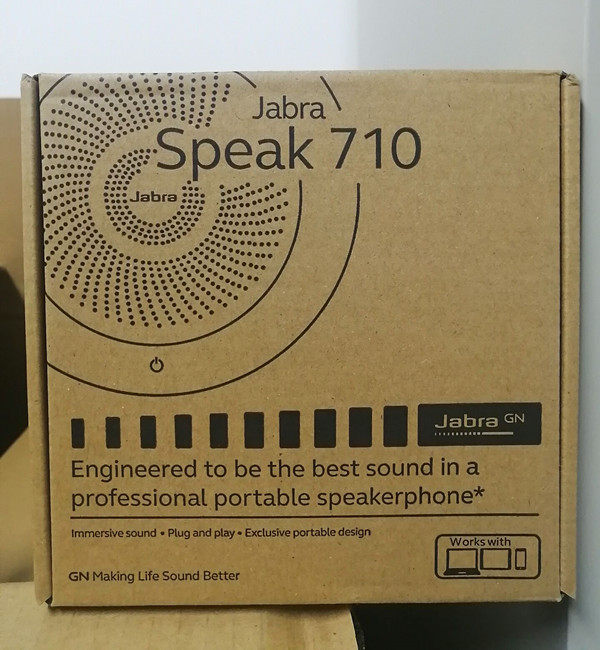 Jabra
Speak 710
Jabra
Jabra GN
Engineered to be the best sound in a
professional portable speakerphone*
Immersive sound • Plug and play • Exclusive portable design
Works with
GN Making Life Sound Better